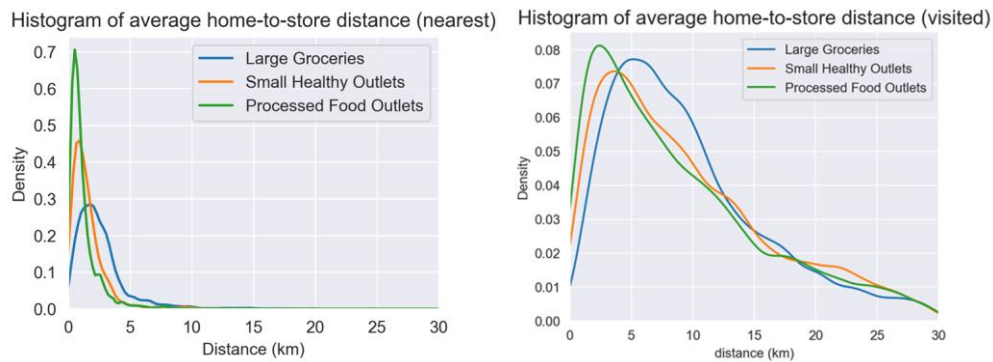 Histogram of average home-to-store distance (nearest)
0.7
0.6
0.5
0.4
0.3
0.2
0.1
0.0
Density
Large Groceries
Small Healthy Outlets
Processed Food Outlets
0 5 10 15 20 25 30
Distance (km)
Histogram of average home-to-store distance (visited)
0.08
0.07
0.06
0.05
0.04
0.03
0.02
0.01
0.00
Density
Large Groceries
Small Healthy Outlets
Processed Food Outlets
0 5 10 15 20 25 30
distance (km)